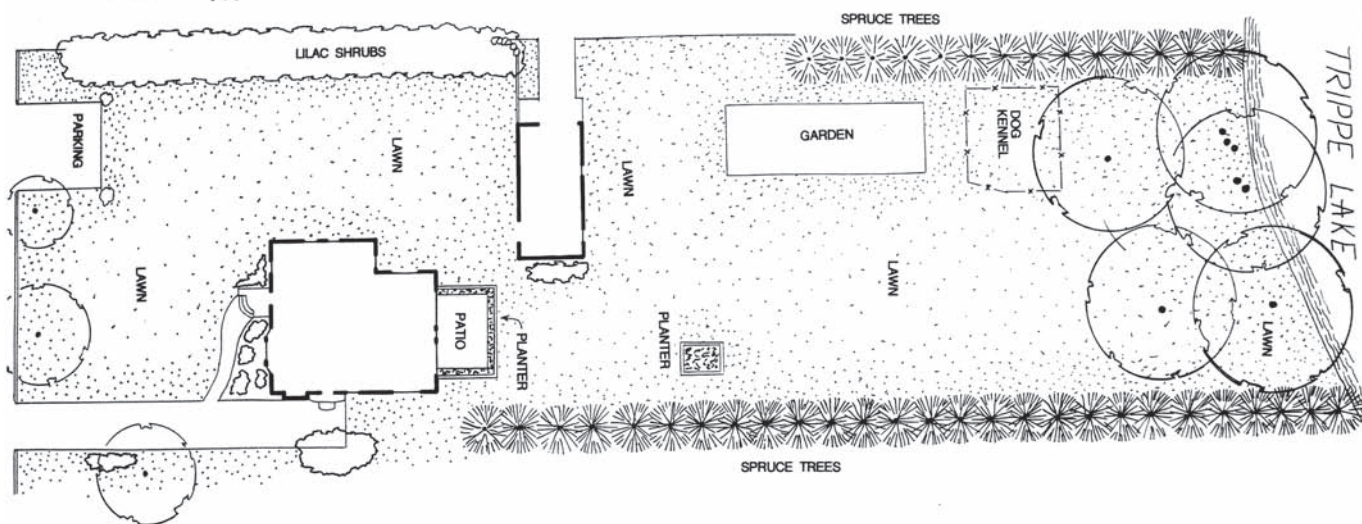 SPRUCE TREES
LILAC SHRUBS
TRIPPE LAKE
PARKING
LAWN
LAWN
GARDEN
DOG
KENNEL
LAWN
LAWN
LAWN
PATIO
PLANTER
PLANTER
LAWN
SPRUCE TREES